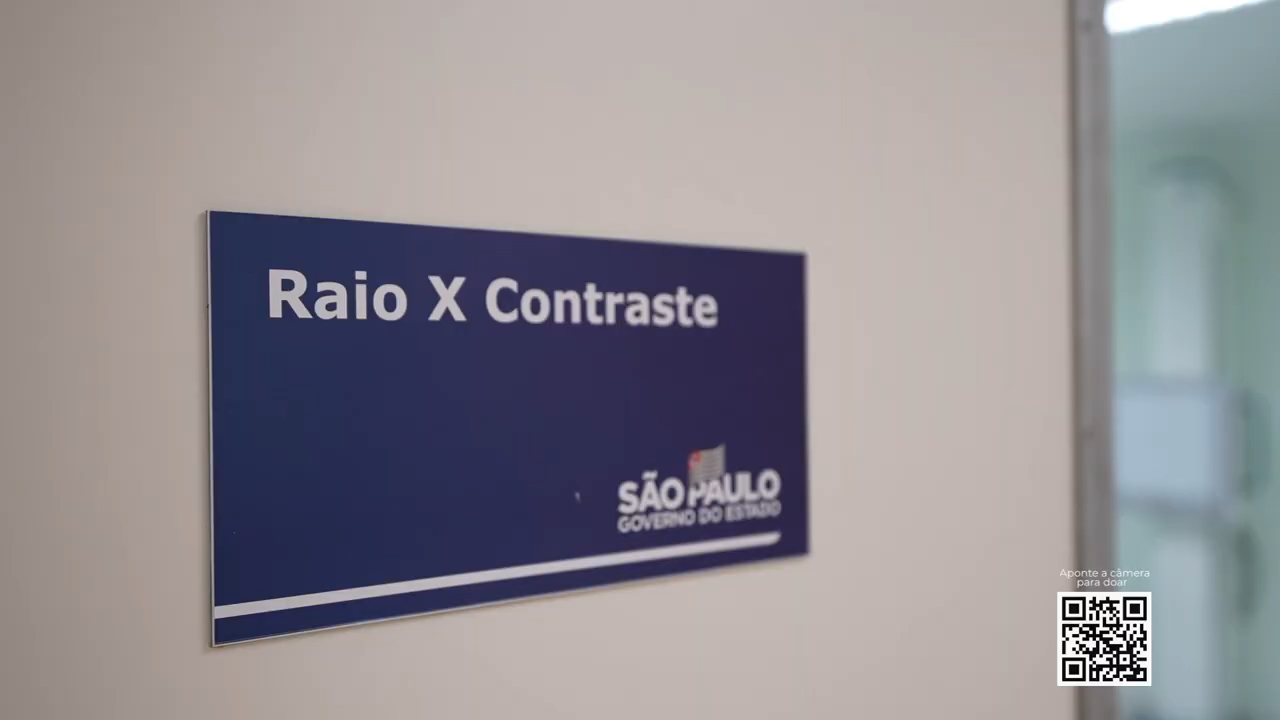 Raio X Contraste
SÃO PAULO
GOVERNO DO ESTADO
Aponte a câmera
para doar